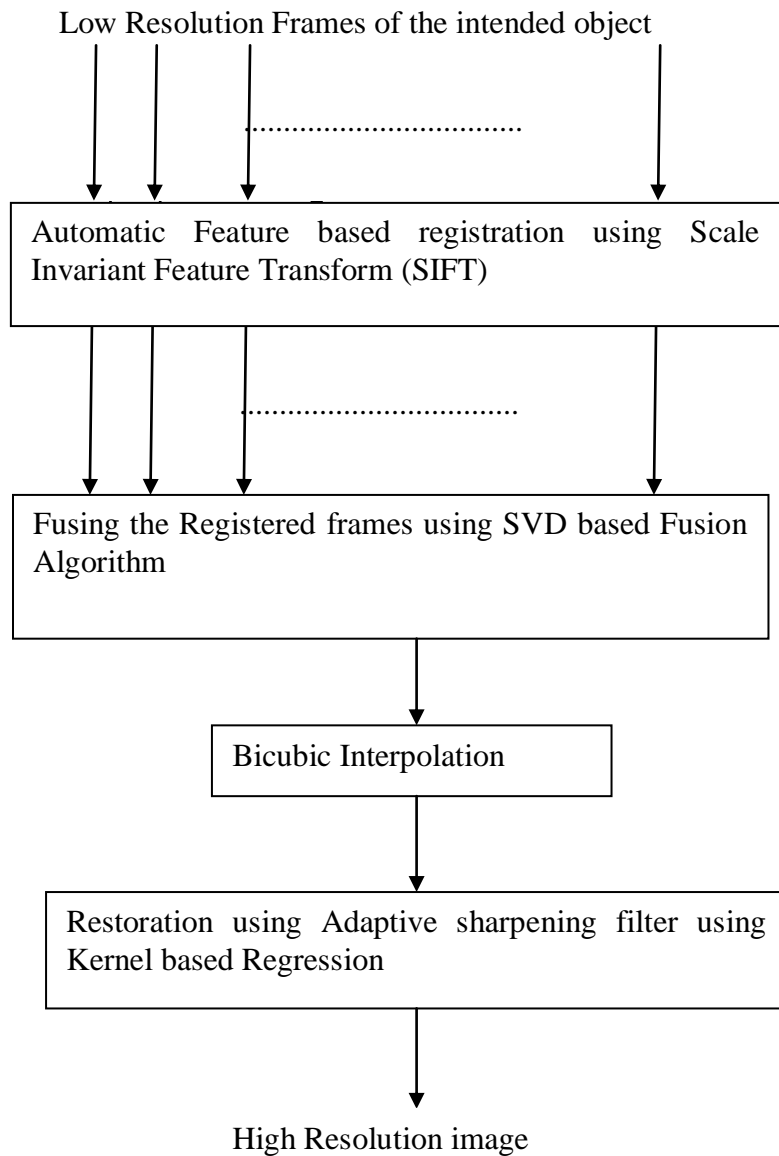 Low Resolution Frames of the intended object
..................................
Automatic Feature based registration using Scale
Invariant Feature Transform (SIFT)
..................................
Fusing the Registered frames using SVD based Fusion
Algorithm
Bicubic Interpolation
Restoration using Adaptive sharpening filter using
Kernel based Regression
High Resolution image